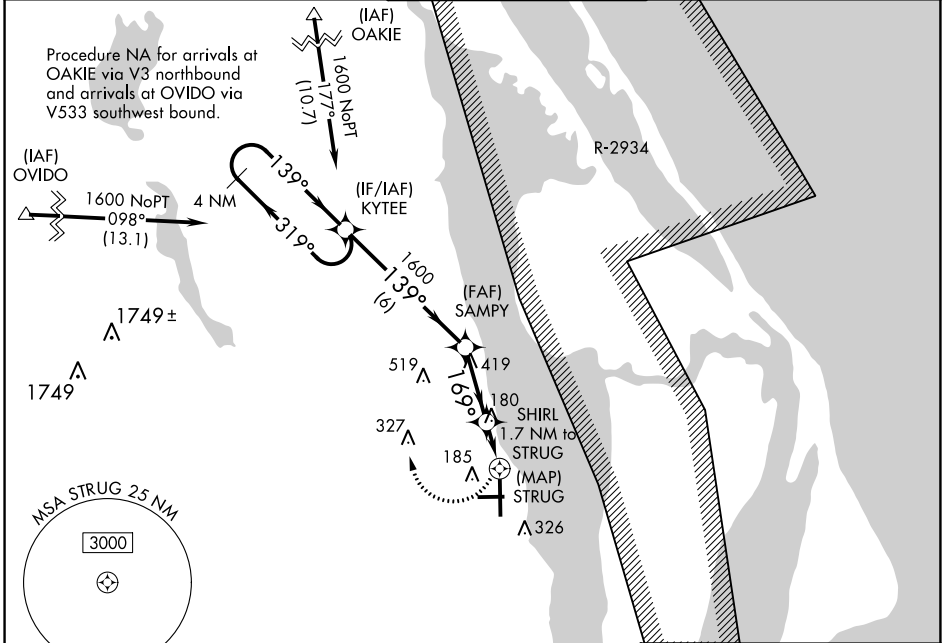 (IAF)
OAKIE
Procedure NA for arrivals at
OAKIE via V3 northbound
and arrivals at OVIDO via
V533 southwest bound.
1600 NoPT
177°
(10.7)
R-2934
(IAF)
OVIDO
1600 NoPT
098°
(13.1)
4 NM
139°
319°
(IF/IAF)
KYTEE
1600
139°
(6)
(FAF)
SAMPY
1749 ±
1749
519
419
169°
180
SHIRL
1.7 NM to
STRUG
327
185
(MAP)
STRUG
326
MSA STRUG 25 NM
3000